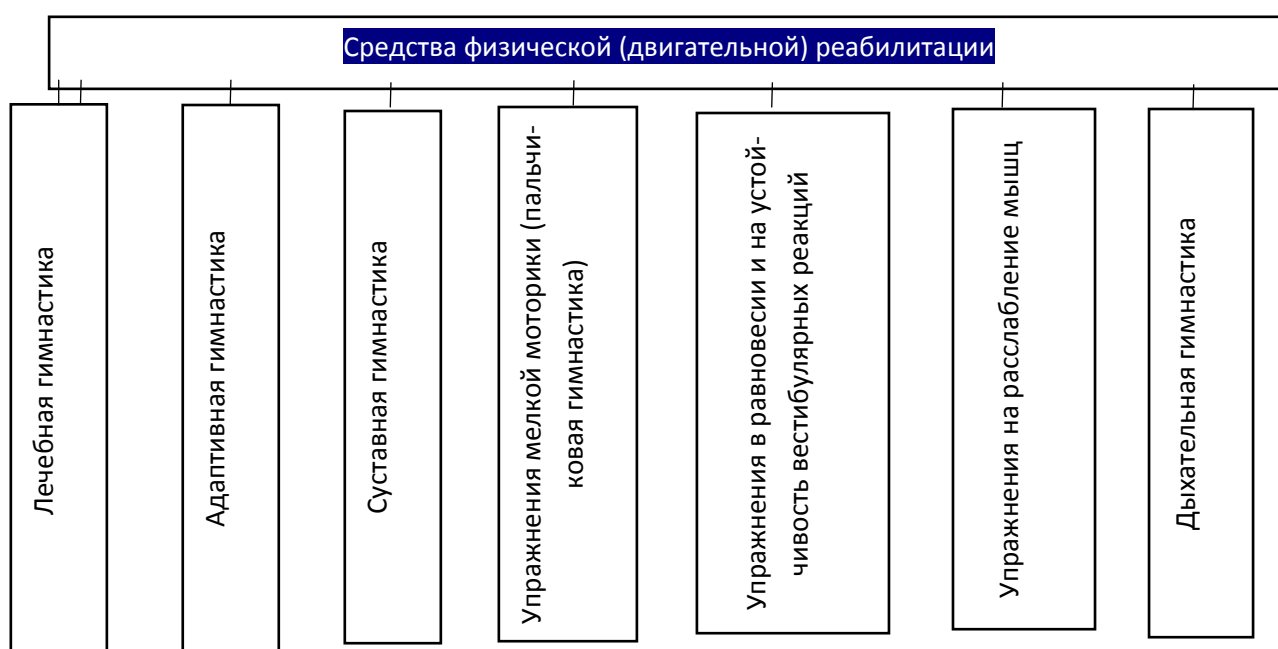 Средства физической (двигательной) реабилитации
Лечебная гимнастика
Адаптивная гимнастика
Суставная гимнастика
Упражнения мелкой моторики (пальчи-
ковая гимнастика)
Упражнения в равновесии и на устой-
чивость вестибулярных реакций
Упражнения на расслабление мышц
Дыхательная гимнастика